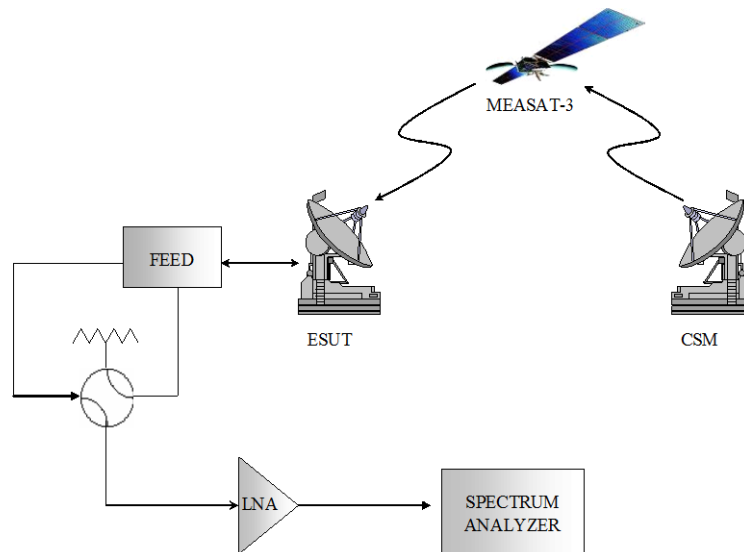 MEASAT-3
FEED
ESUT
CSM
LNA
SPECTRUM
ANALYZER